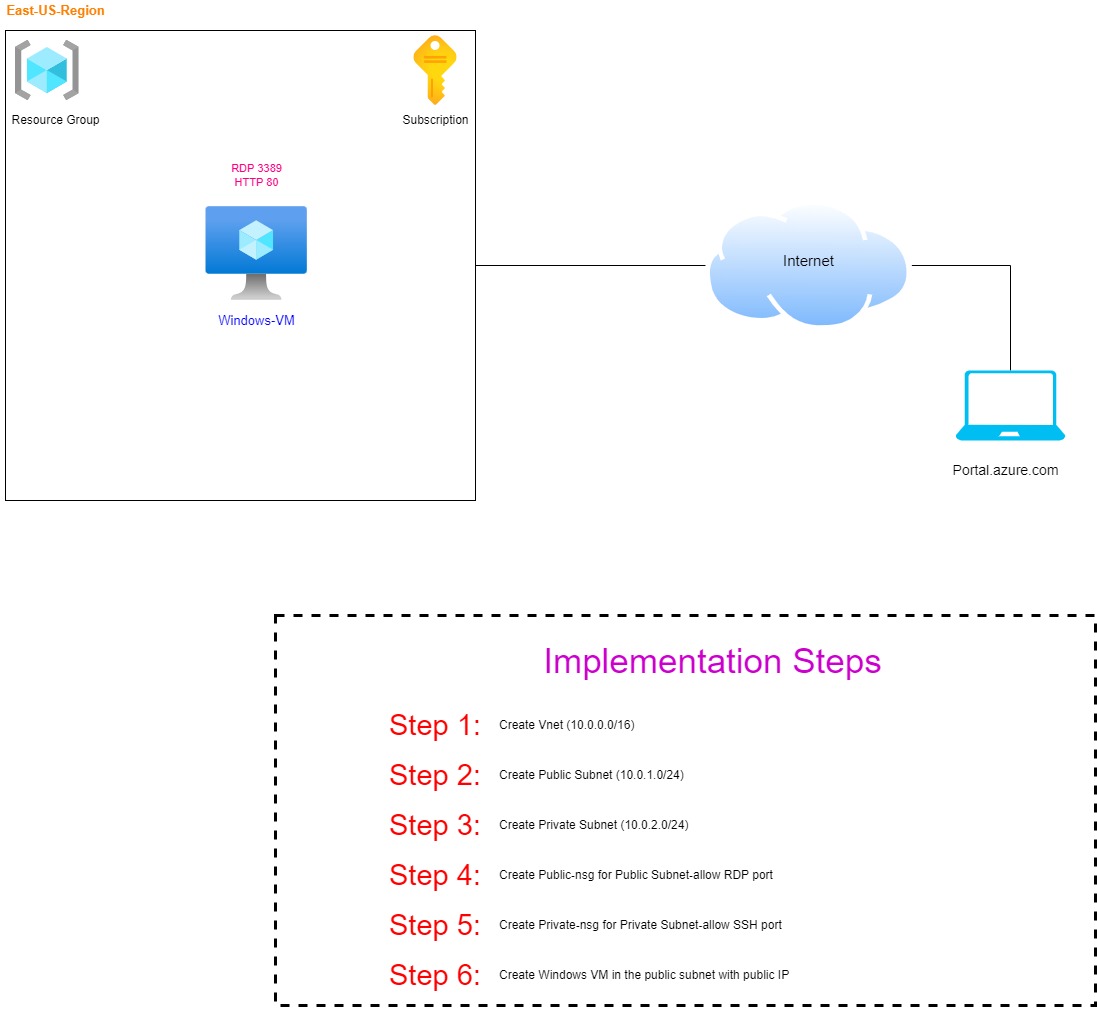 East-US-Region
Resource Group
Subscription
RDP 3389
HTTP 80
Windows-VM
Internet
Portal.azure.com
Implementation Steps
Step 1: Create Vnet (10.0.0.0/16)
Step 2: Create Public Subnet (10.0.1.0/24)
Step 3: Create Private Subnet (10.0.2.0/24)
Step 4: Create Public-nsg for Public Subnet-allow RDP port
Step 5: Create Private-nsg for Private Subnet-allow SSH port
Step 6: Create Windows VM in the public subnet with public IP